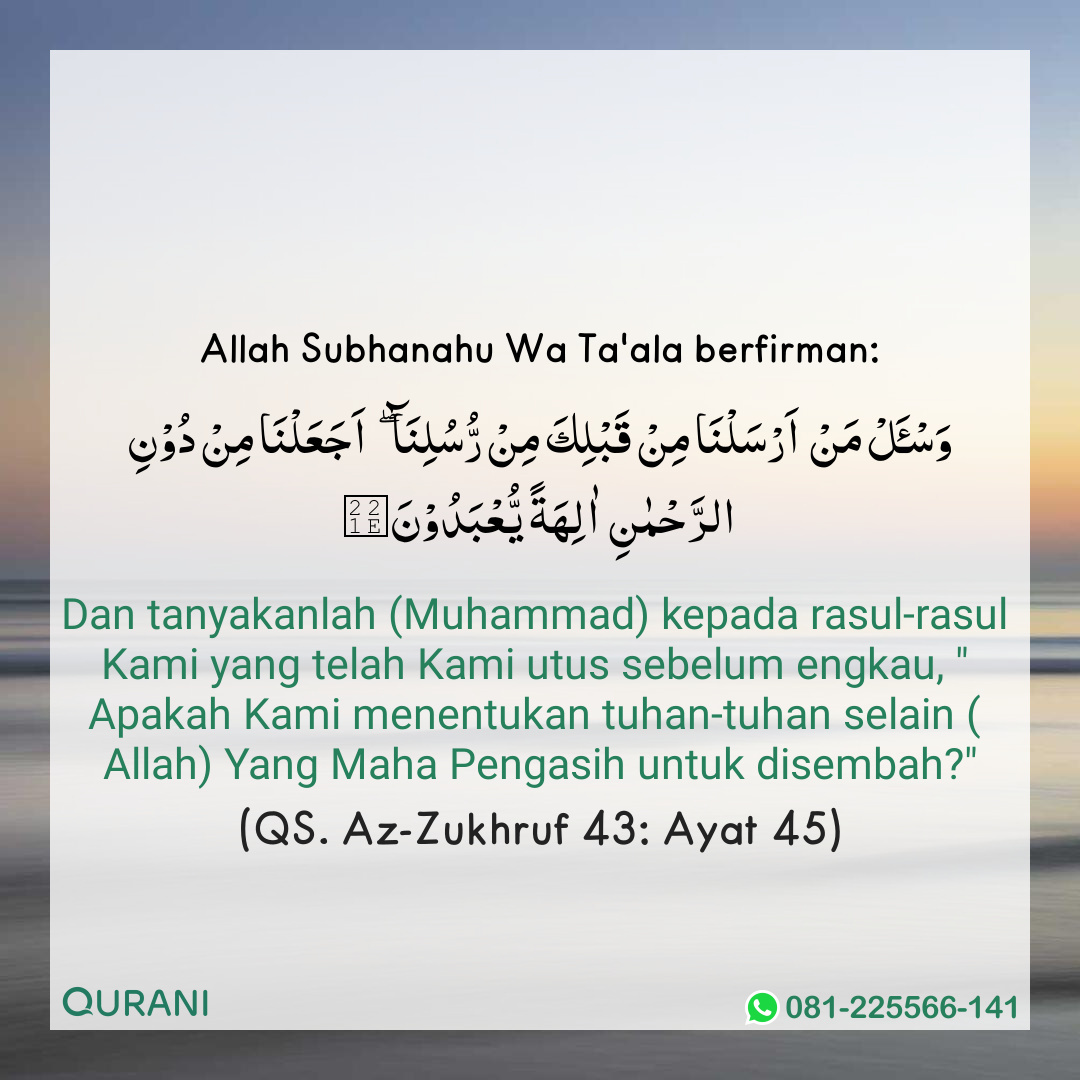 Allah Subhanahu Wa Ta'ala berfirman:
وَسْـَٔـلْ مَنْ اَرْسَلْنَا مِنْ قَبْلِكَ مِنْ رُّسُلِنَآ ۖ اَجَعَلْنَا مِنْ دُوْنِ
الرَّحْمٰنِ اٰلِهَةً يُّعْبَدُوْنَ
Dan tanyakanlah (Muhammad) kepada rasul-rasul
Kami yang telah Kami utus sebelum engkau, "
Apakah Kami menentukan tuhan-tuhan selain (
Allah) Yang Maha Pengasih untuk disembah?"
(QS. Az-Zukhruf 43: Ayat 45)
QURANI
081-225566-141